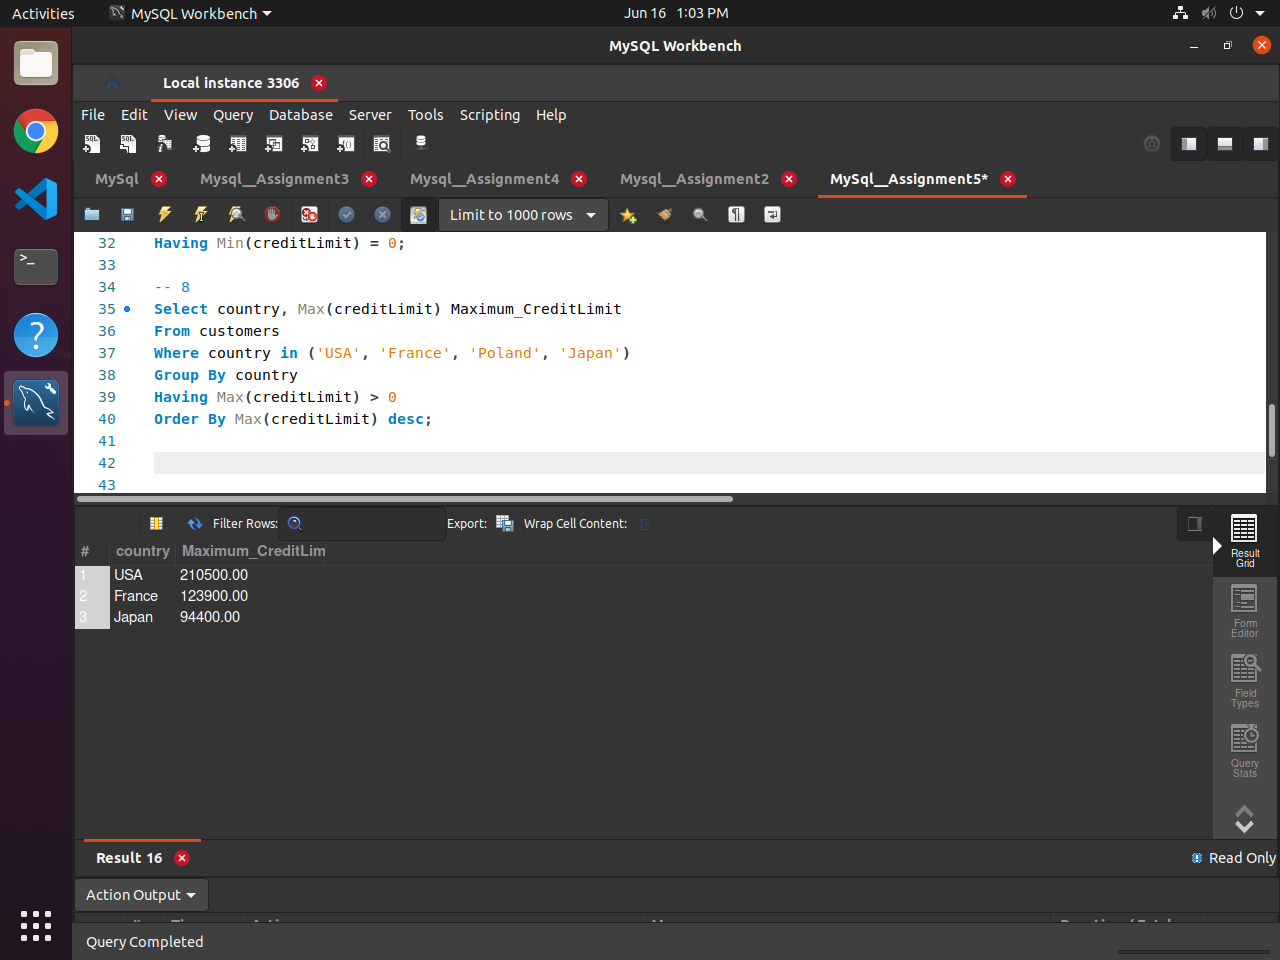 Activities MySQL Workbench Jun 16 1:03 PM
MySQL Workbench
Local instance 3306
File Edit View Query Database Server Tools Scripting Help
MySql Mysql__Assignment3 Mysql__Assignment4 Mysql__Assignment2 MySql__Assignment5*
Limit to 1000 rows
32 Having Min(creditLimit) = 0;
33
34 -- 8
35 Select country, Max(creditLimit) Maximum_CreditLimit
36 From customers
37 Where country in ('USA', 'France', 'Poland', 'Japan')
38 Group By country
39 Having Max(creditLimit) > 0
40 Order By Max(creditLimit) desc;
41
42
43
Filter Rows: Export: Wrap Cell Content:
# country Maximum_CreditLim
1 USA 210500.00
2 France 123900.00
3 Japan 94400.00
Result
Grid
Form
Editor
Field
Types
Query
Stats
Result 16 Read Only
Action Output
Query Completed